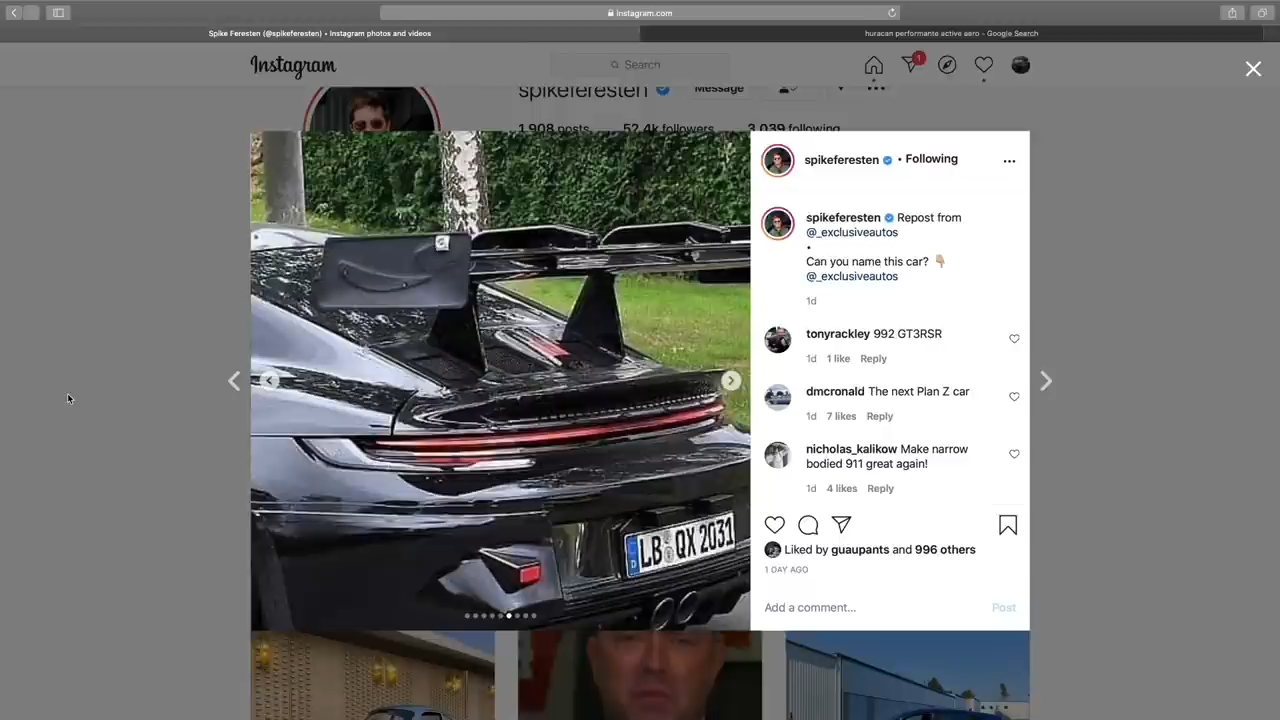 instagram.com
Spike Feresten (@spikeferesten) • Instagram photos and videos
huracan performante active aero - Google Search
Instagram
Search
1
spikeferesten
Message
1,908 posts 52.4k followers 3,039 following
spikeferesten • Following
spikeferesten Repost from
@_exclusiveautos
•
Can you name this car? 👇🏼
@_exclusiveautos
1d
tonyrackley 992 GT3RSR
1d 1 like Reply
dmcronald The next Plan Z car
1d 7 likes Reply
nicholas_kalikow Make narrow
bodied 911 great again!
1d 4 likes Reply
LB QX 2031
Liked by guaupants and 996 others
1 DAY AGO
Add a comment...
Post